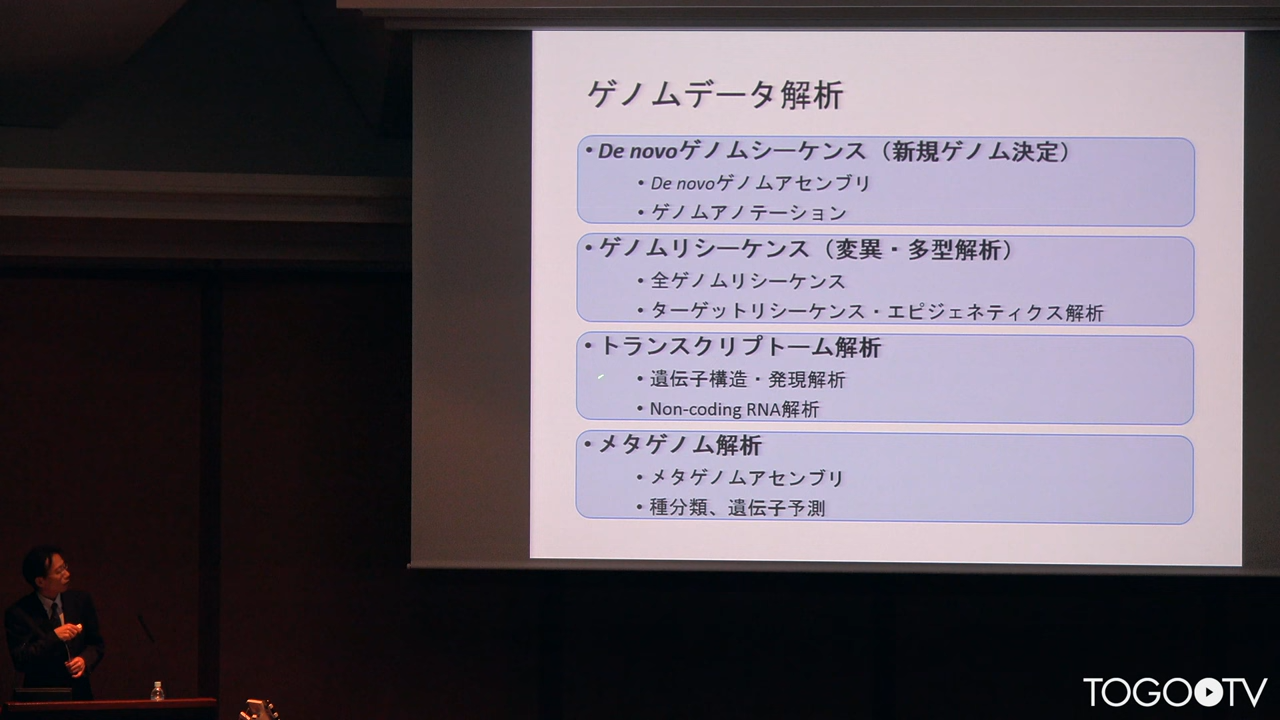 ゲノムデータ解析
• De novoゲノムシーケンス（新規ゲノム決定）
• De novoゲノムアセンブリ
• ゲノムアノテーション
• ゲノムリシーケンス（変異・多型解析）
• 全ゲノムリシーケンス
• ターゲットリシーケンス・エピジェネティクス解析
• トランスクリプトーム解析
• 遺伝子構造・発現解析
• Non-coding RNA解析
• メタゲノム解析
• メタゲノムアセンブリ
• 種分類、遺伝子予測
TOGO TV